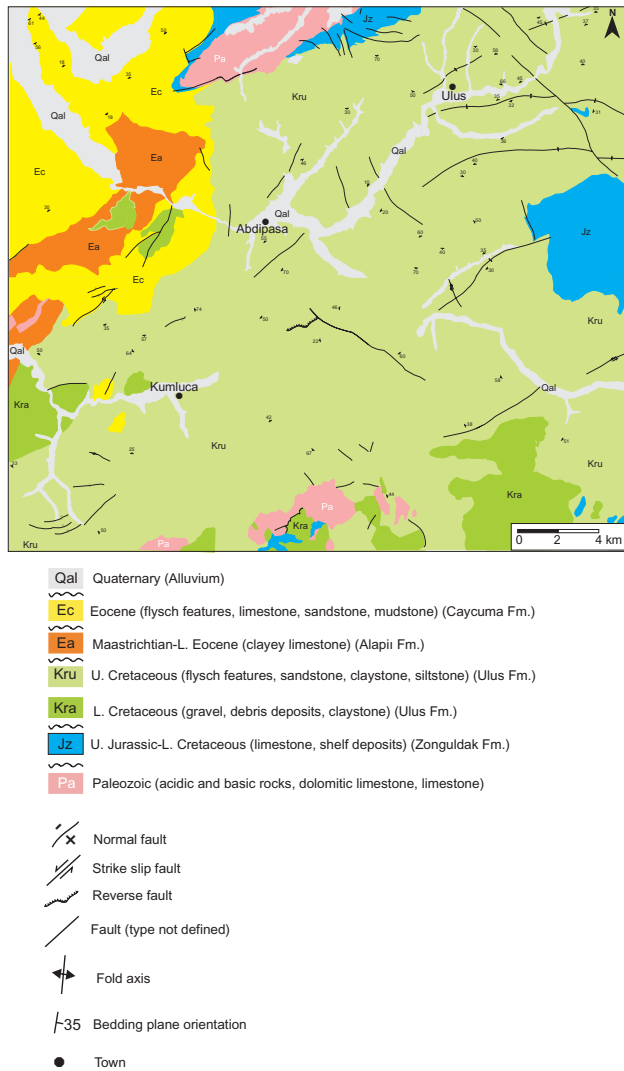 N
Qal
Pa
Jz
Ec
Kru
Ulus
Qal
Qal
Ea
Ec
Qal
Abdipasa
Jz
Ea
Ec
Kru
Qal
Kumluca
Qal
Kra
Kru
Kru
Kra
Pa
Kra
Kru
Pa
0 2 4 km
Qal Quaternary (Alluvium)
Ec Eocene (flysch features, limestone, sandstone, mudstone) (Caycuma Fm.)
Ea Maastrichtian-L. Eocene (clayey limestone) (Alapiı Fm.)
Kru U. Cretaceous (flysch features, sandstone, claystone, siltstone) (Ulus Fm.)
Kra L. Cretaceous (gravel, debris deposits, claystone) (Ulus Fm.)
Jz U. Jurassic-L. Cretaceous (limestone, shelf deposits) (Zonguldak Fm.)
Pa Paleozoic (acidic and basic rocks, dolomitic limestone, limestone)
Normal fault
Strike slip fault
Reverse fault
Fault (type not defined)
Fold axis
35 Bedding plane orientation
Town